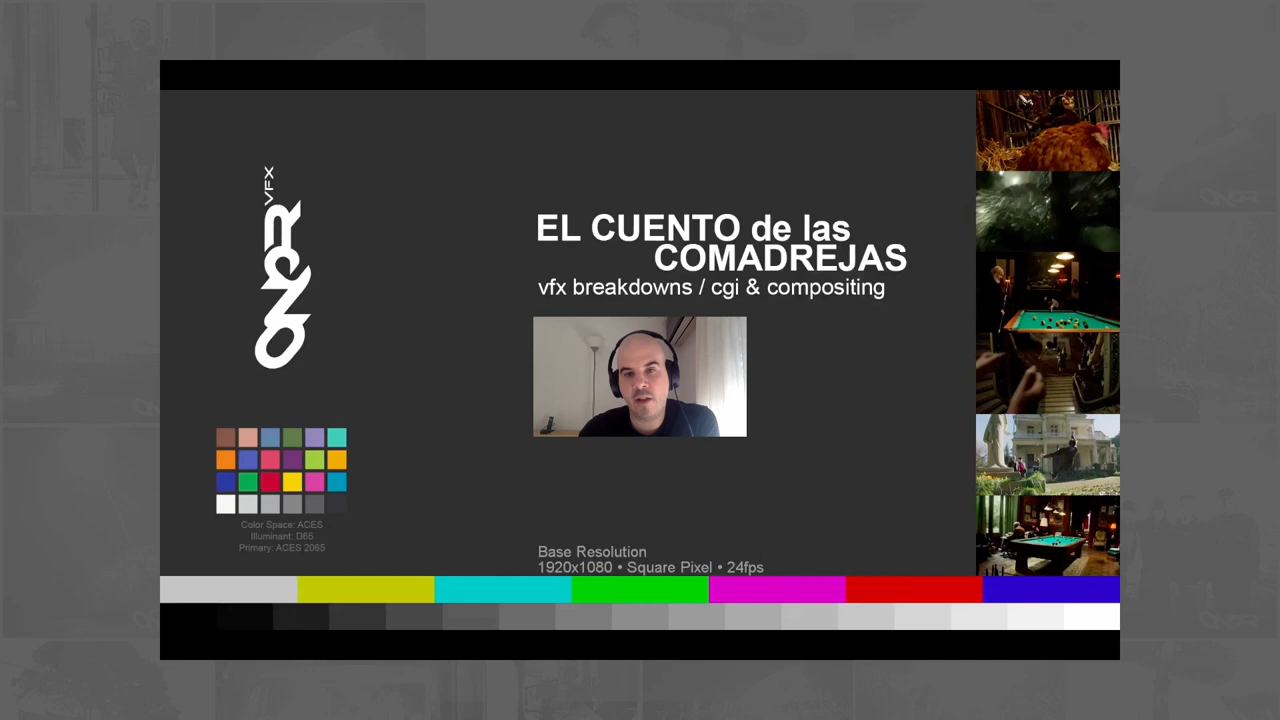 ONIR VFX
EL CUENTO de las
COMADREJAS
vfx breakdowns / cgi & compositing
Color Space: ACES
Illuminant: D65
Primary: ACES 2065
Base Resolution
1920x1080 • Square Pixel • 24fps